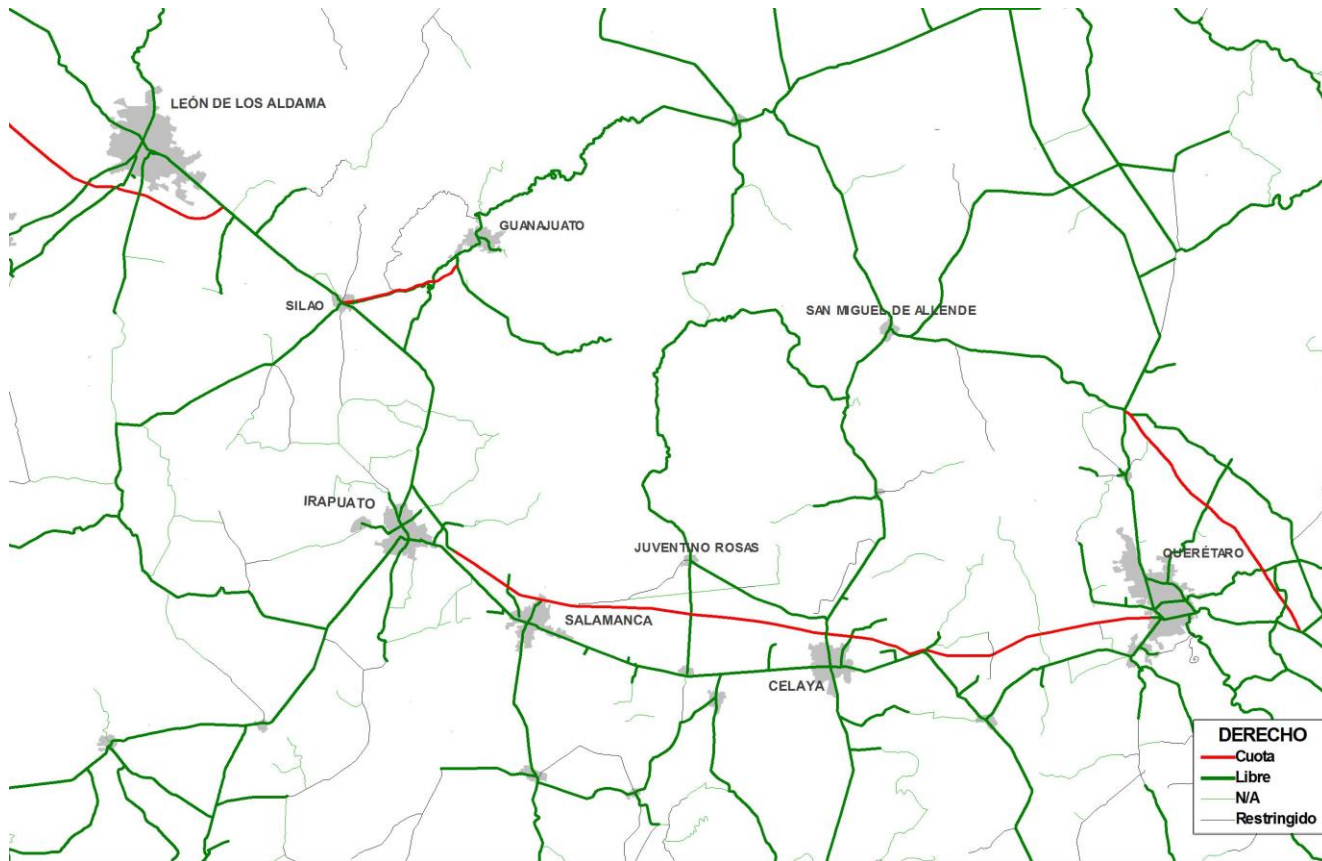 LEÓN DE LOS ALDAMA
GUANAJUATO
SILAO
SAN MIGUEL DE ALLENDE
IRAPUATO
JUVENTINO ROSAS
QUERÉTARO
SALAMANCA
CELAYA
DERECHO
Cuota
Libre
N/A
Restringido